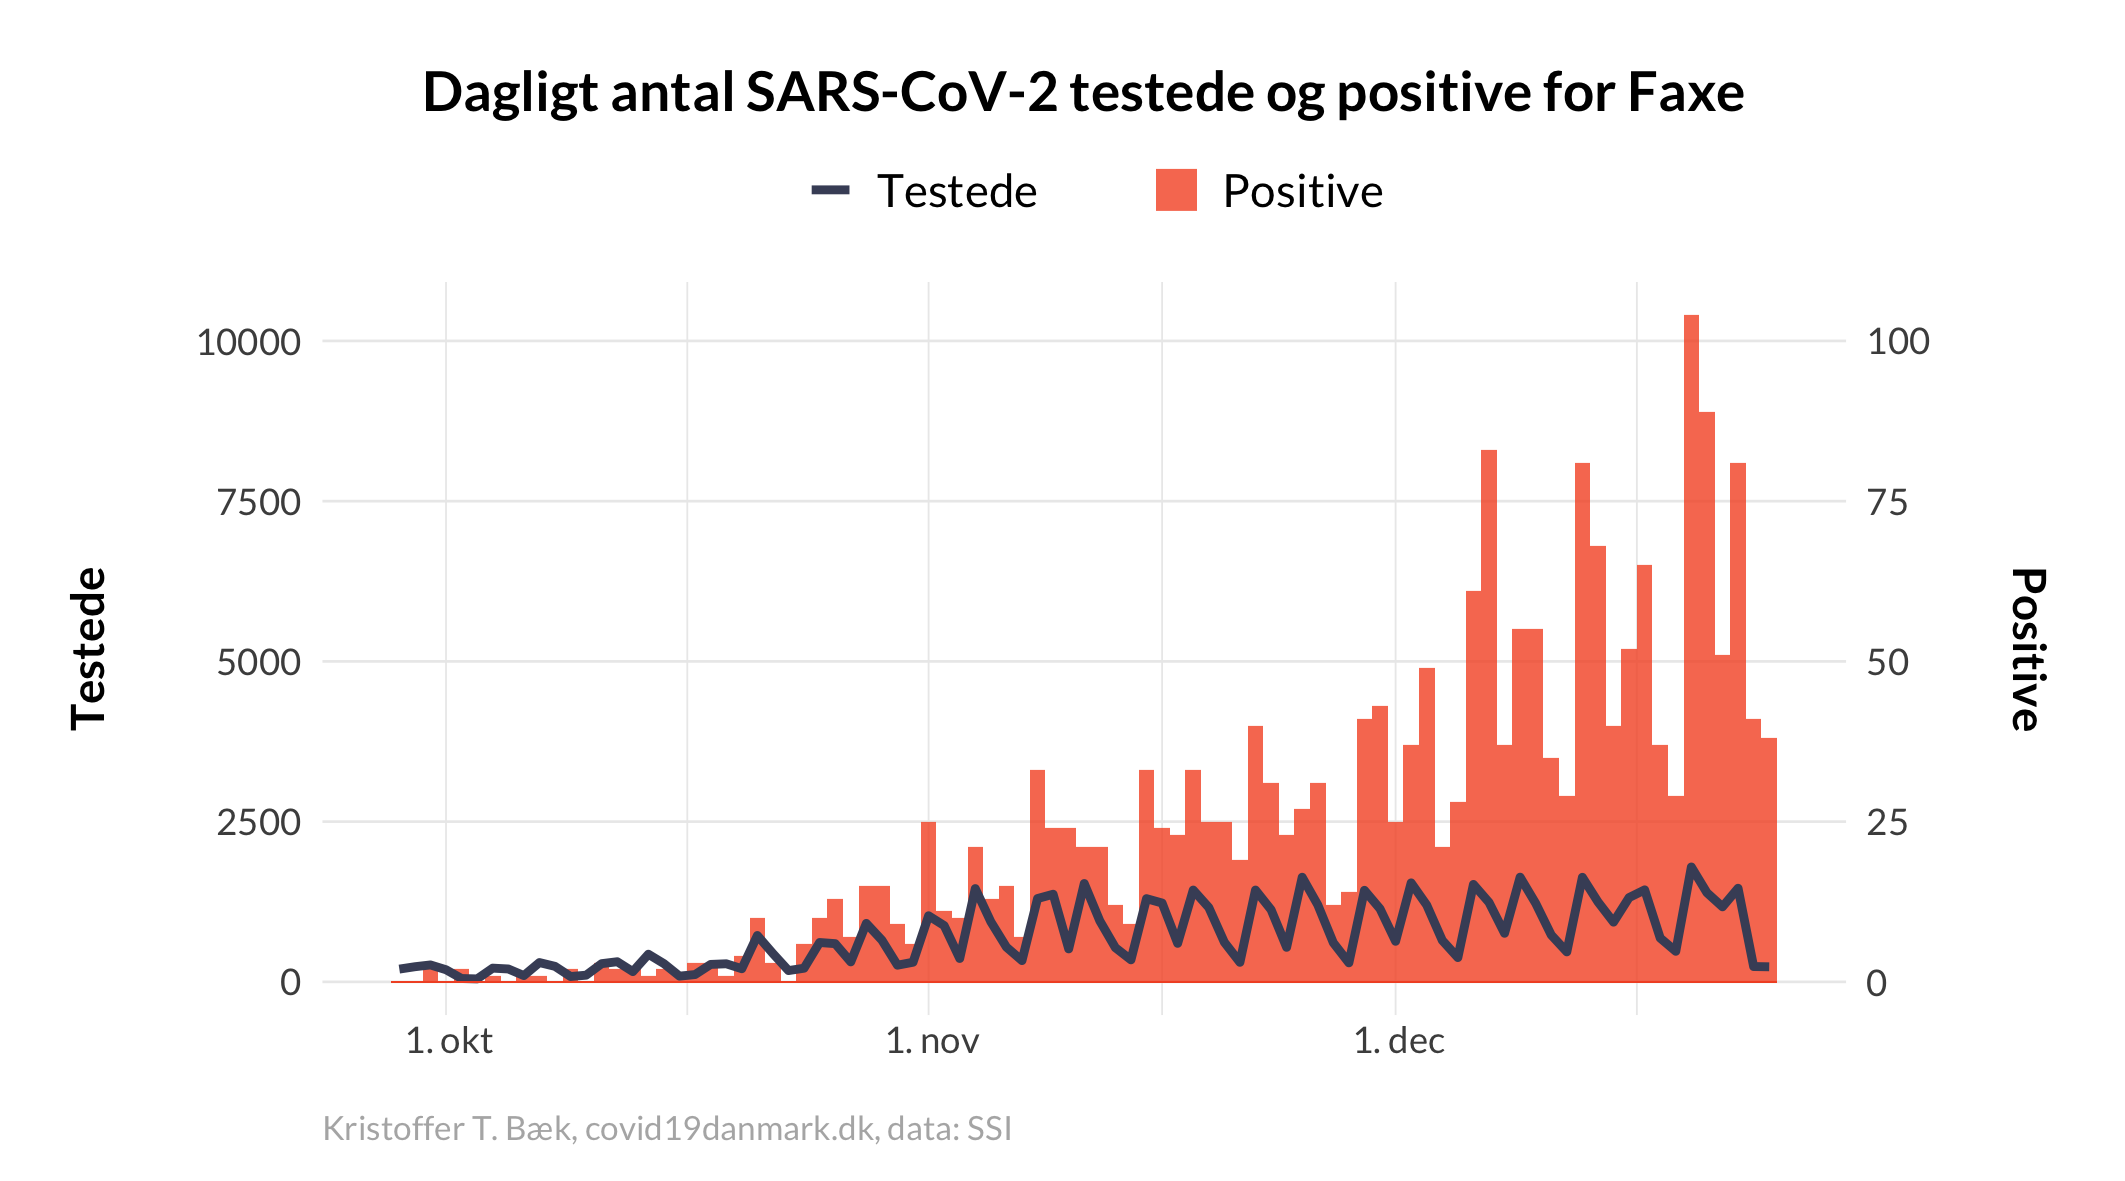 Dagligt antal SARS-CoV-2 testede og positive for Faxe
Testede
Positive
10000
7500
5000
2500
0
100
75
50
25
0
Testede
Positive
1. okt
1. nov
1. dec
Kristoffer T. Bæk, covid19danmark.dk, data: SSI